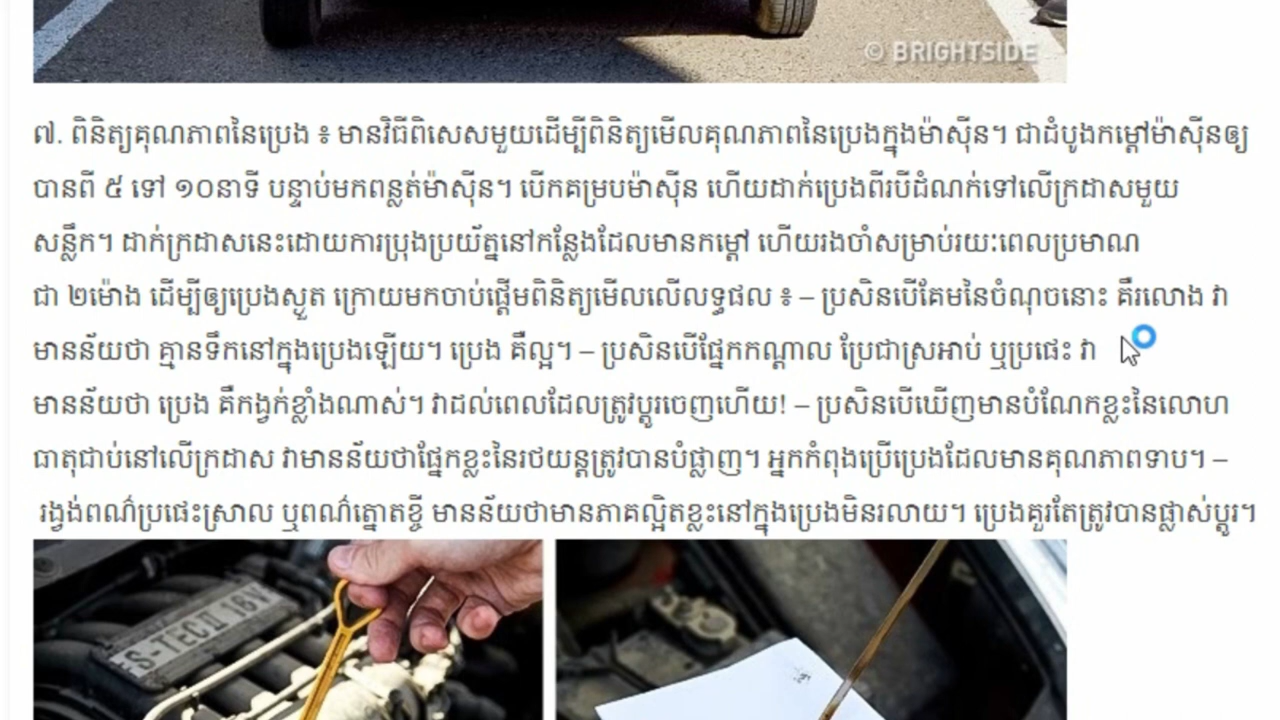 © BRIGHTSIDE
៧. ពិនិត្យគុណភាពនៃប្រេង ៖ មានវិធីពិសេសមួយដើម្បីពិនិត្យមើលគុណភាពនៃប្រេងក្នុងម៉ាស៊ីន។ ជាដំបូងកម្តៅម៉ាស៊ីនឲ្យ
បានពី ៥ ទៅ ១០នាទី បន្ទាប់មកពន្លត់ម៉ាស៊ីន។ បើកគម្របម៉ាស៊ីន ហើយដាក់ប្រេងពីរបីដំណក់ទៅលើក្រដាសមួយ
សន្លឹក។ ដាក់ក្រដាសនេះដោយការប្រុងប្រយ័ត្ននៅកន្លែងដែលមានកម្តៅ ហើយរងចាំសម្រាប់រយៈពេលប្រមាណ
ជា ២ម៉ោង ដើម្បីឲ្យប្រេងស្ងួត ក្រោយមកចាប់ផ្តើមពិនិត្យមើលលើលទ្ធផល ៖ – ប្រសិនបើគែមនៃចំណុចនោះ គឺរលោង វា
មានន័យថា គ្មានទឹកនៅក្នុងប្រេងឡើយ។ ប្រេង គឺល្អ។ – ប្រសិនបើផ្នែកកណ្តាល ប្រែជាស្រអាប់ ឬប្រផេះ វា
មានន័យថា ប្រេង គឺកង្វក់ខ្លាំងណាស់។ វាដល់ពេលដែលត្រូវប្តូរចេញហើយ! – ប្រសិនបើឃើញមានបំណែកខ្លះនៃលោហ
ធាតុជាប់នៅលើក្រដាស វាមានន័យថាផ្នែកខ្លះនៃរថយន្តត្រូវបានបំផ្លាញ។ អ្នកកំពុងប្រើប្រេងដែលមានគុណភាពទាប។ –
រង្វង់ពណ៌ប្រផេះស្រាល ឬពណ៌ត្នោតខ្ចី មានន័យថាមានភាគល្អិតខ្លះនៅក្នុងប្រេងមិនរលាយ។ ប្រេងគួរតែត្រូវបានផ្លាស់ប្តូរ។
ES-TEC II 16V